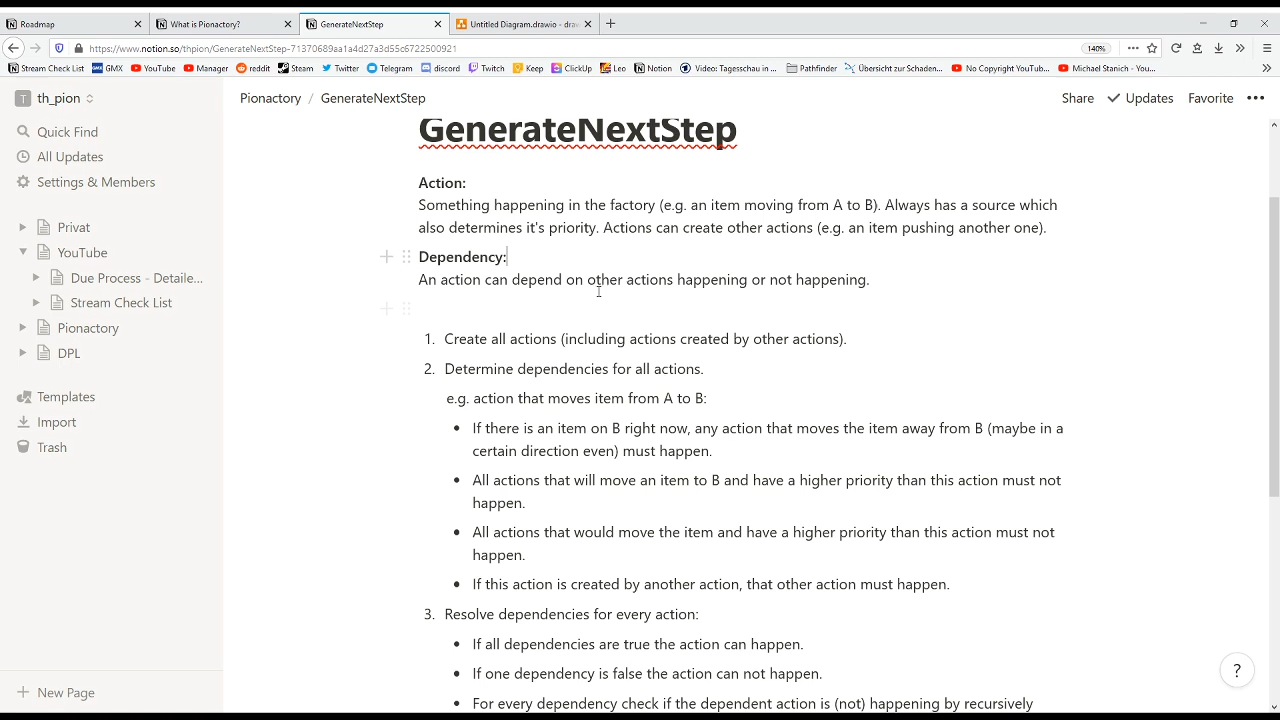 Roadmap
What is Pionactory?
GenerateNextStep
Untitled Diagram.drawio - draw
https://www.notion.so/thpion/GenerateNextStep-71370689aa1a4d27a3d55c6722500921
140%
Stream Check List
GMX
YouTube
Manager
reddit
Steam
Twitter
Telegram
discord
Twitch
Keep
ClickUp
Leo
Notion
Video: Tagesschau in ...
Pathfinder
Übersicht zur Schaden...
No Copyright YouTub...
Michael Stanich - You...
T th_pion
Pionactory / GenerateNextStep
Share
Updates
Favorite
Quick Find
All Updates
Settings & Members
Privat
YouTube
Due Process - Detaile...
Stream Check List
Pionactory
DPL
Templates
Import
Trash
New Page
GenerateNextStep
Action:
Something happening in the factory (e.g. an item moving from A to B). Always has a source which
also determines it's priority. Actions can create other actions (e.g. an item pushing another one).
Dependency:
An action can depend on other actions happening or not happening.
1. Create all actions (including actions created by other actions).
2. Determine dependencies for all actions.
e.g. action that moves item from A to B:
• If there is an item on B right now, any action that moves the item away from B (maybe in a
certain direction even) must happen.
• All actions that will move an item to B and have a higher priority than this action must not
happen.
• All actions that would move the item and have a higher priority than this action must not
happen.
• If this action is created by another action, that other action must happen.
3. Resolve dependencies for every action:
• If all dependencies are true the action can happen.
• If one dependency is false the action can not happen.
• For every dependency check if the dependent action is (not) happening by recursively
?